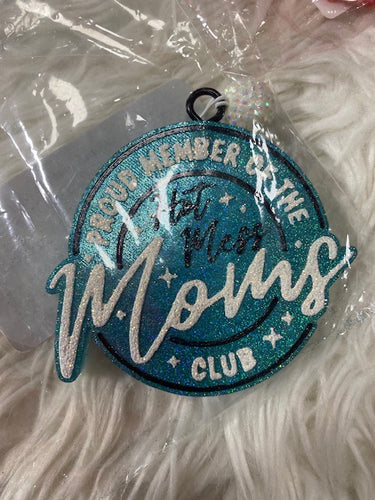 PROUD MEMBER OF THE
Hot
Mess
Moms
CLUB